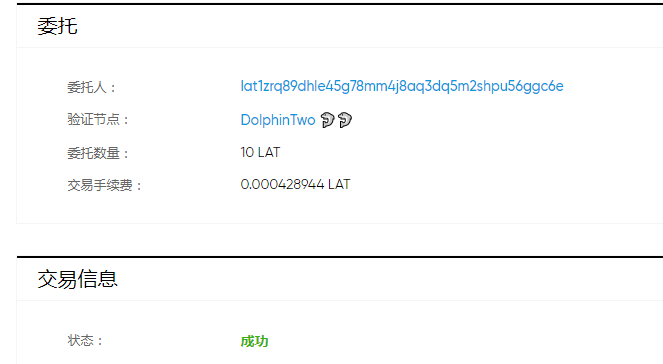 委托
委托人： lat1zrq89dhle45g78mm4j8aq3dq5m2shpu56ggc6e
验证节点： DolphinTwo
委托数量： 10 LAT
交易手续费： 0.000428944 LAT
交易信息
状态： 成功